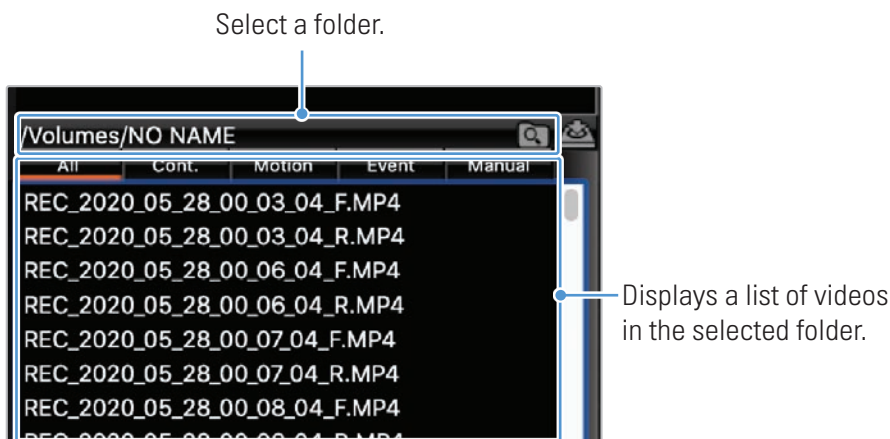 Select a folder.
/Volumes/NO NAME
All Cont. Motion Event Manual
REC_2020_05_28_00_03_04_F.MP4
REC_2020_05_28_00_03_04_R.MP4
REC_2020_05_28_00_06_04_F.MP4
REC_2020_05_28_00_06_04_R.MP4
REC_2020_05_28_00_07_04_F.MP4
REC_2020_05_28_00_07_04_R.MP4
REC_2020_05_28_00_08_04_F.MP4
Displays a list of videos
in the selected folder.